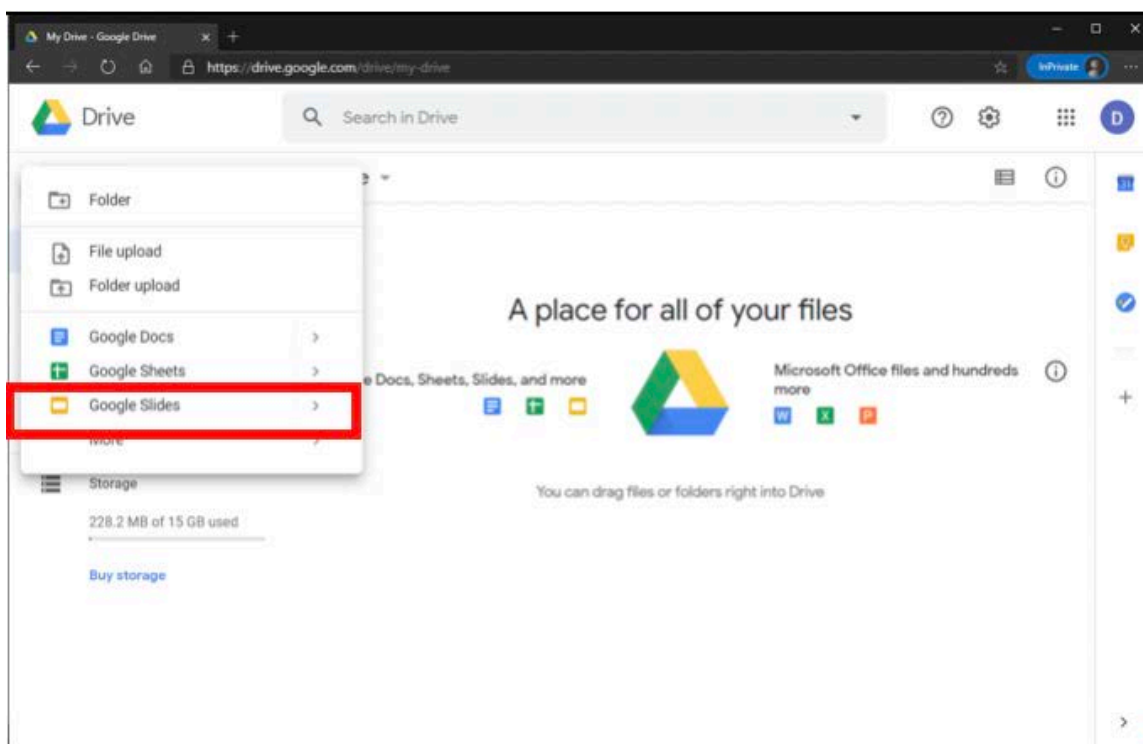 My Drive - Google Drive
https://drive.google.com/drive/my-drive
InPrivate
Drive
Search in Drive
D
e
Folder
31
File upload
Folder upload
A place for all of your files
Google Docs
Google Sheets
e Docs, Sheets, Slides, and more
Microsoft Office files and hundreds
more
Google Slides
W X P
More
Storage
You can drag files or folders right into Drive
228.2 MB of 15 GB used
Buy storage